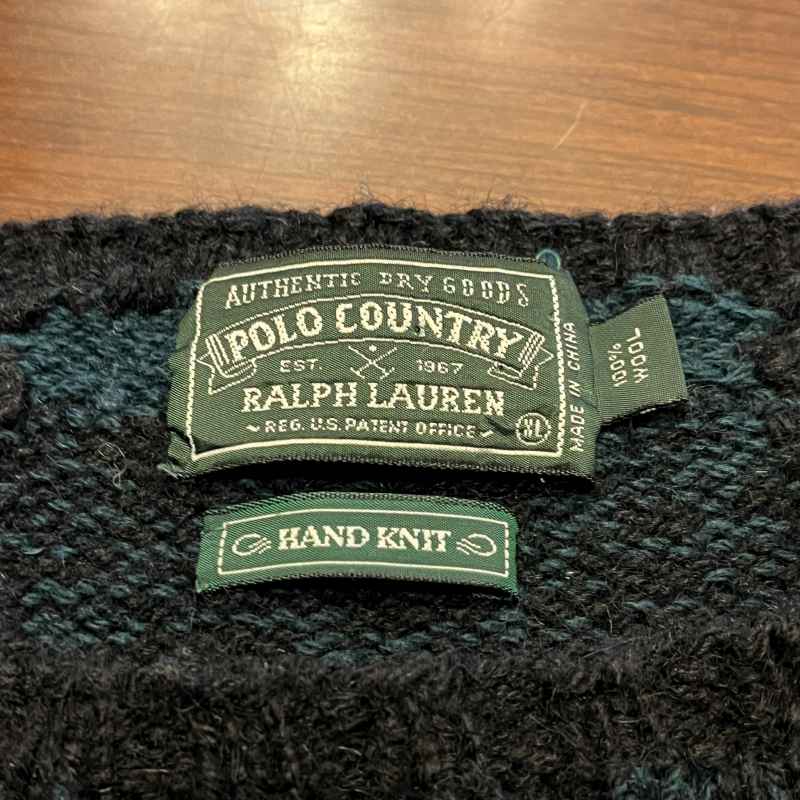 AUTHENTIC DRY GOODS
POLO COUNTRY
EST. 1967
RALPH LAUREN
~ REG. U.S. PATENT OFFICE ~
XL
MADE IN CHINA
100%
WOOL
HAND KNIT